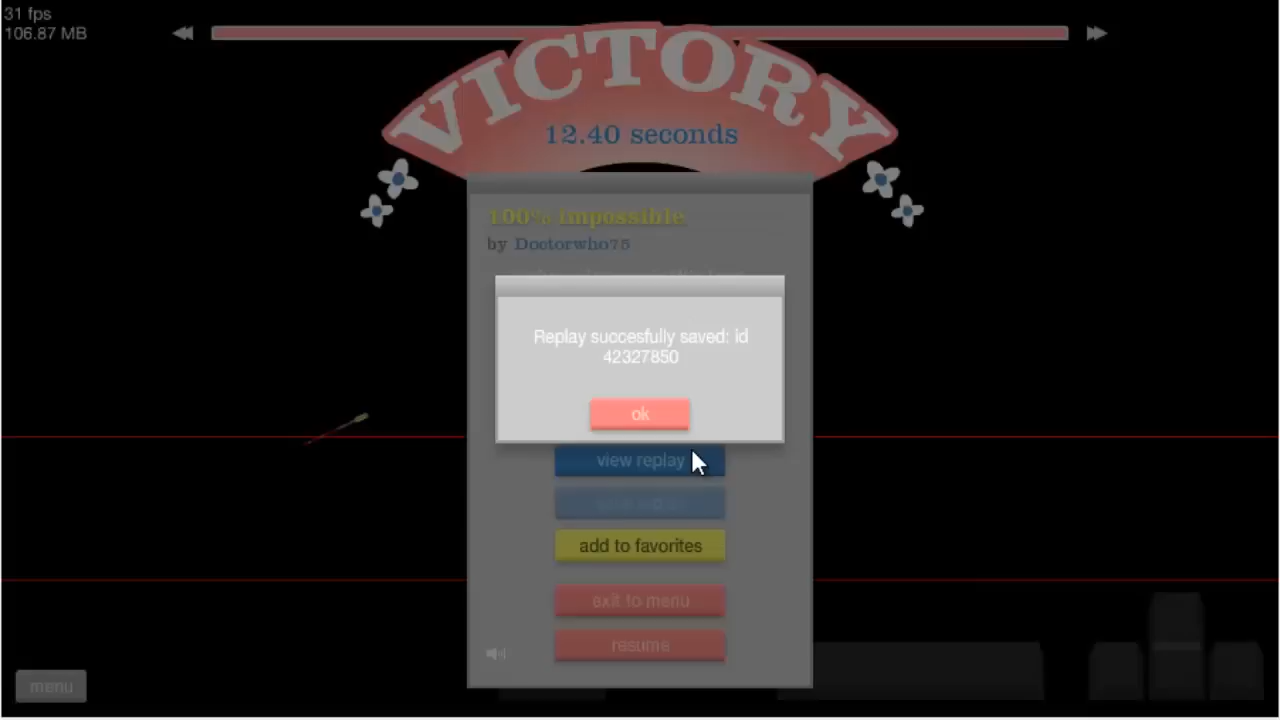 31 fps
106.87 MB
VICTORY
12.40 seconds
100% impossible
by Doctorwho75
Replay succesfully saved: id
42327850
ok
view replay
add to favorites
exit to menu
resume
menu